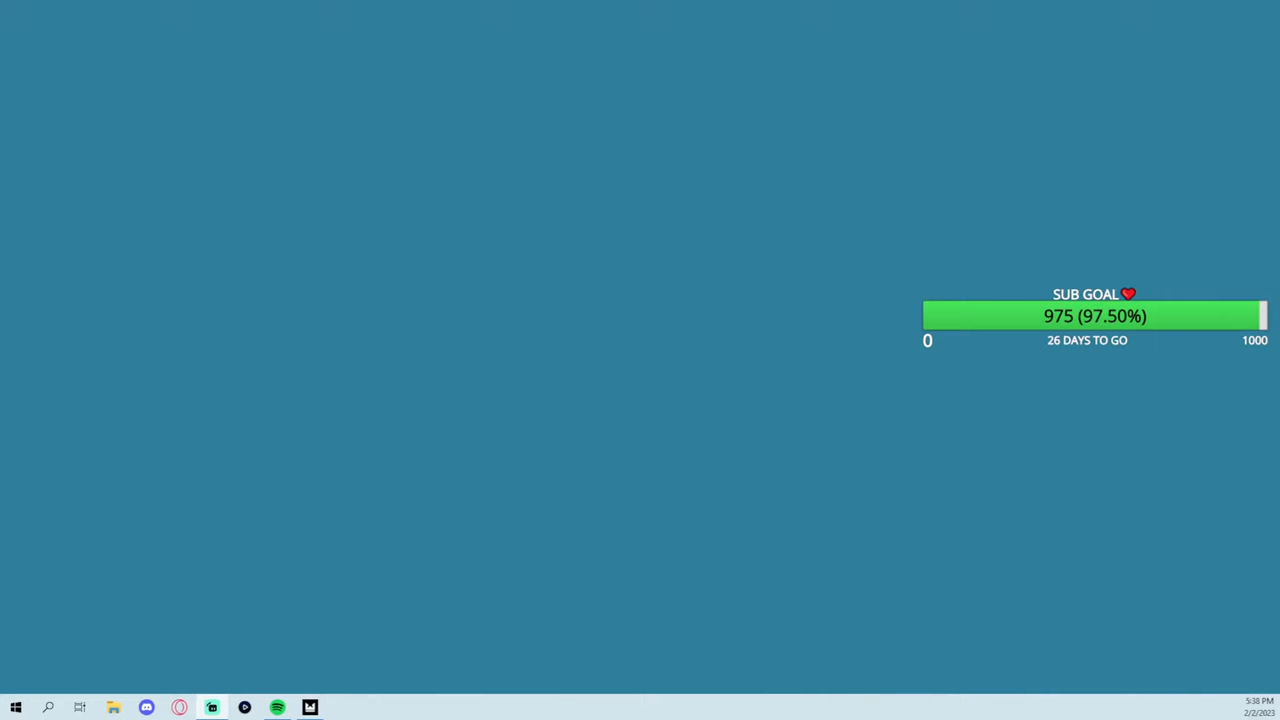 SUB GOAL❤️
975 (97.50%)
0 26 DAYS TO GO 1000
5:38 PM
2/2/2023